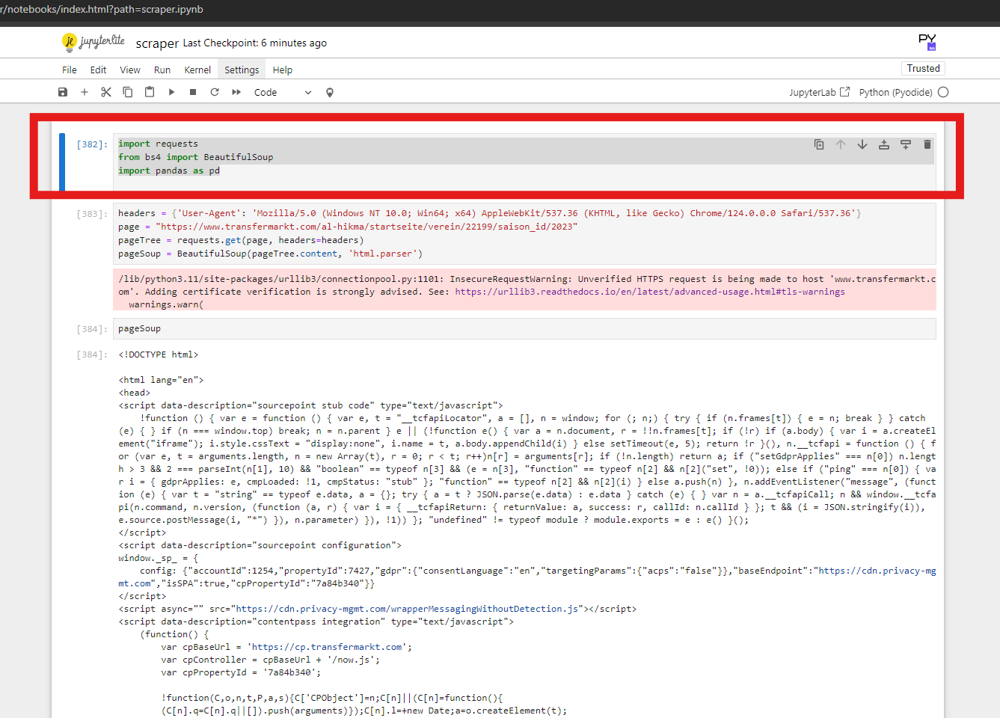 r/notebooks/index.html?path=scraper.ipynb
jupyterlite scraper Last Checkpoint: 6 minutes ago
PY
File Edit View Run Kernel Settings Help Trusted
Code JupyterLab Python (Pyodide)
[382]: import requests
from bs4 import BeautifulSoup
import pandas as pd
[383]: headers = {'User-Agent': 'Mozilla/5.0 (Windows NT 10.0; Win64; x64) AppleWebKit/537.36 (KHTML, like Gecko) Chrome/124.0.0.0 Safari/537.36'}
page = "https://www.transfermarkt.com/al-hikma/startseite/verein/22199/saison_id/2023"
pageTree = requests.get(page, headers=headers)
pageSoup = BeautifulSoup(pageTree.content, 'html.parser')
/lib/python3.11/site-packages/urllib3/connectionpool.py:1101: InsecureRequestWarning: Unverified HTTPS request is being made to host 'www.transfermarkt.c
om'. Adding certificate verification is strongly advised. See: https://urllib3.readthedocs.io/en/latest/advanced-usage.html#tls-warnings
warnings.warn(
[384]: pageSoup
[384]: <!DOCTYPE html>
<html lang="en">
<head>
<script data-description="sourcepoint stub code" type="text/javascript">
!function () { var e = function () { var e, t = "__tcfapiLocator", a = [], n = window; for (; n;) { try { if (n.frames[t]) { e = n; break } } catch
(e) { } if (n === window.top) break; n = n.parent } e || (!function e() { var a = n.document, r = !!n.frames[t]; if (!r) if (a.body) { var i = a.createEl
ement("iframe"); i.style.cssText = "display:none", i.name = t, a.body.appendChild(i) } else setTimeout(e, 5); return !r }(), n.__tcfapi = function () { f
or (var e, t = arguments.length, n = new Array(t), r = 0; r < t; r++)n[r] = arguments[r]; if (!n.length) return a; if ("setGdprApplies" === n[0]) n.lengt
h > 3 && 2 === parseInt(n[1], 10) && "boolean" == typeof n[3] && (e = n[3], "function" == typeof n[2] && n[2]("set", !0)); else if ("ping" === n[0]) { va
r i = { gdprApplies: e, cmpLoaded: !1, cmpStatus: "stub" }; "function" == typeof n[2] && n[2](i) } else a.push(n) }, n.addEventListener("message", (funct
ion (e) { var t = "string" == typeof e.data, a = {}; try { a = t ? JSON.parse(e.data) : e.data } catch (e) { } var n = a.__tcfapiCall; n && window.__tcfa
pi(n.command, n.version, (function (a, r) { var i = { __tcfapiReturn: { returnValue: a, success: r, callId: n.callId } }; t && (i = JSON.stringify(i)),
e.source.postMessage(i, "*") }), n.parameter) }), !1)) }; "undefined" != typeof module ? module.exports = e : e() }();
</script>
<script data-description="sourcepoint configuration">
window._sp_ = {
config: {"accountId":1254,"propertyId":7427,"gdpr":{"consentLanguage":"en","targetingParams":{"acps":"false"}},"baseEndpoint":"https://cdn.privacy-mg
mt.com","isSPA":true,"cpPropertyId":"7a84b340"}}
</script>
<script async="" src="https://cdn.privacy-mgmt.com/wrapperMessagingWithoutDetection.js"></script>
<script data-description="contentpass integration" type="text/javascript">
(function() {
var cpBaseUrl = 'https://cp.transfermarkt.com';
var cpController = cpBaseUrl + '/now.js';
var cpPropertyId = '7a84b340';
!function(C,o,n,t,P,a,s){C['CPObject']=n;C[n]||(C[n]=function(){
(C[n].q=C[n].q||[]).push(arguments)});C[n].l=+new Date;a=o.createElement(t);